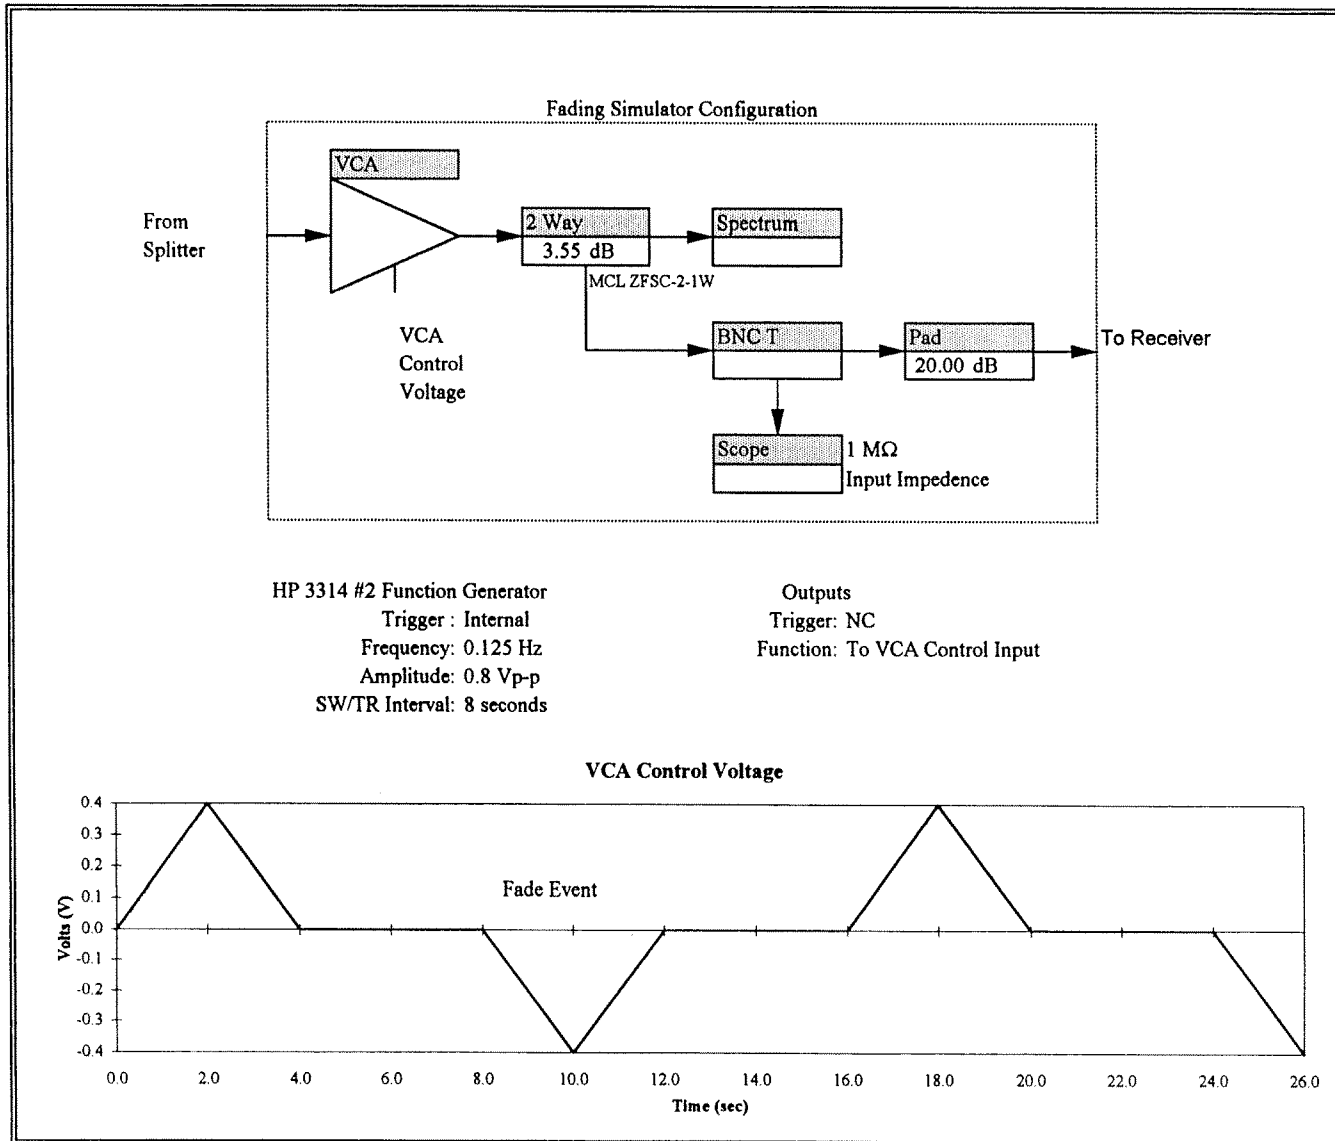 Fading Simulator Configuration
VCA
From
Splitter
2 Way
3.55 dB
MCL ZFSC-2-1W
Spectrum
VCA
Control
Voltage
BNC T
Pad
20.00 dB
To Receiver
Scope
1 MΩ
Input Impedence
HP 3314 #2 Function Generator
Trigger : Internal
Frequency: 0.125 Hz
Amplitude: 0.8 Vp-p
SW/TR Interval: 8 seconds
Outputs
Trigger: NC
Function: To VCA Control Input
VCA Control Voltage
Volts (V)
0.4
0.3
0.2
0.1
0.0
-0.1
-0.2
-0.3
-0.4
Fade Event
0.0 2.0 4.0 6.0 8.0 10.0 12.0 14.0 16.0 18.0 20.0 22.0 24.0 26.0
Time (sec)